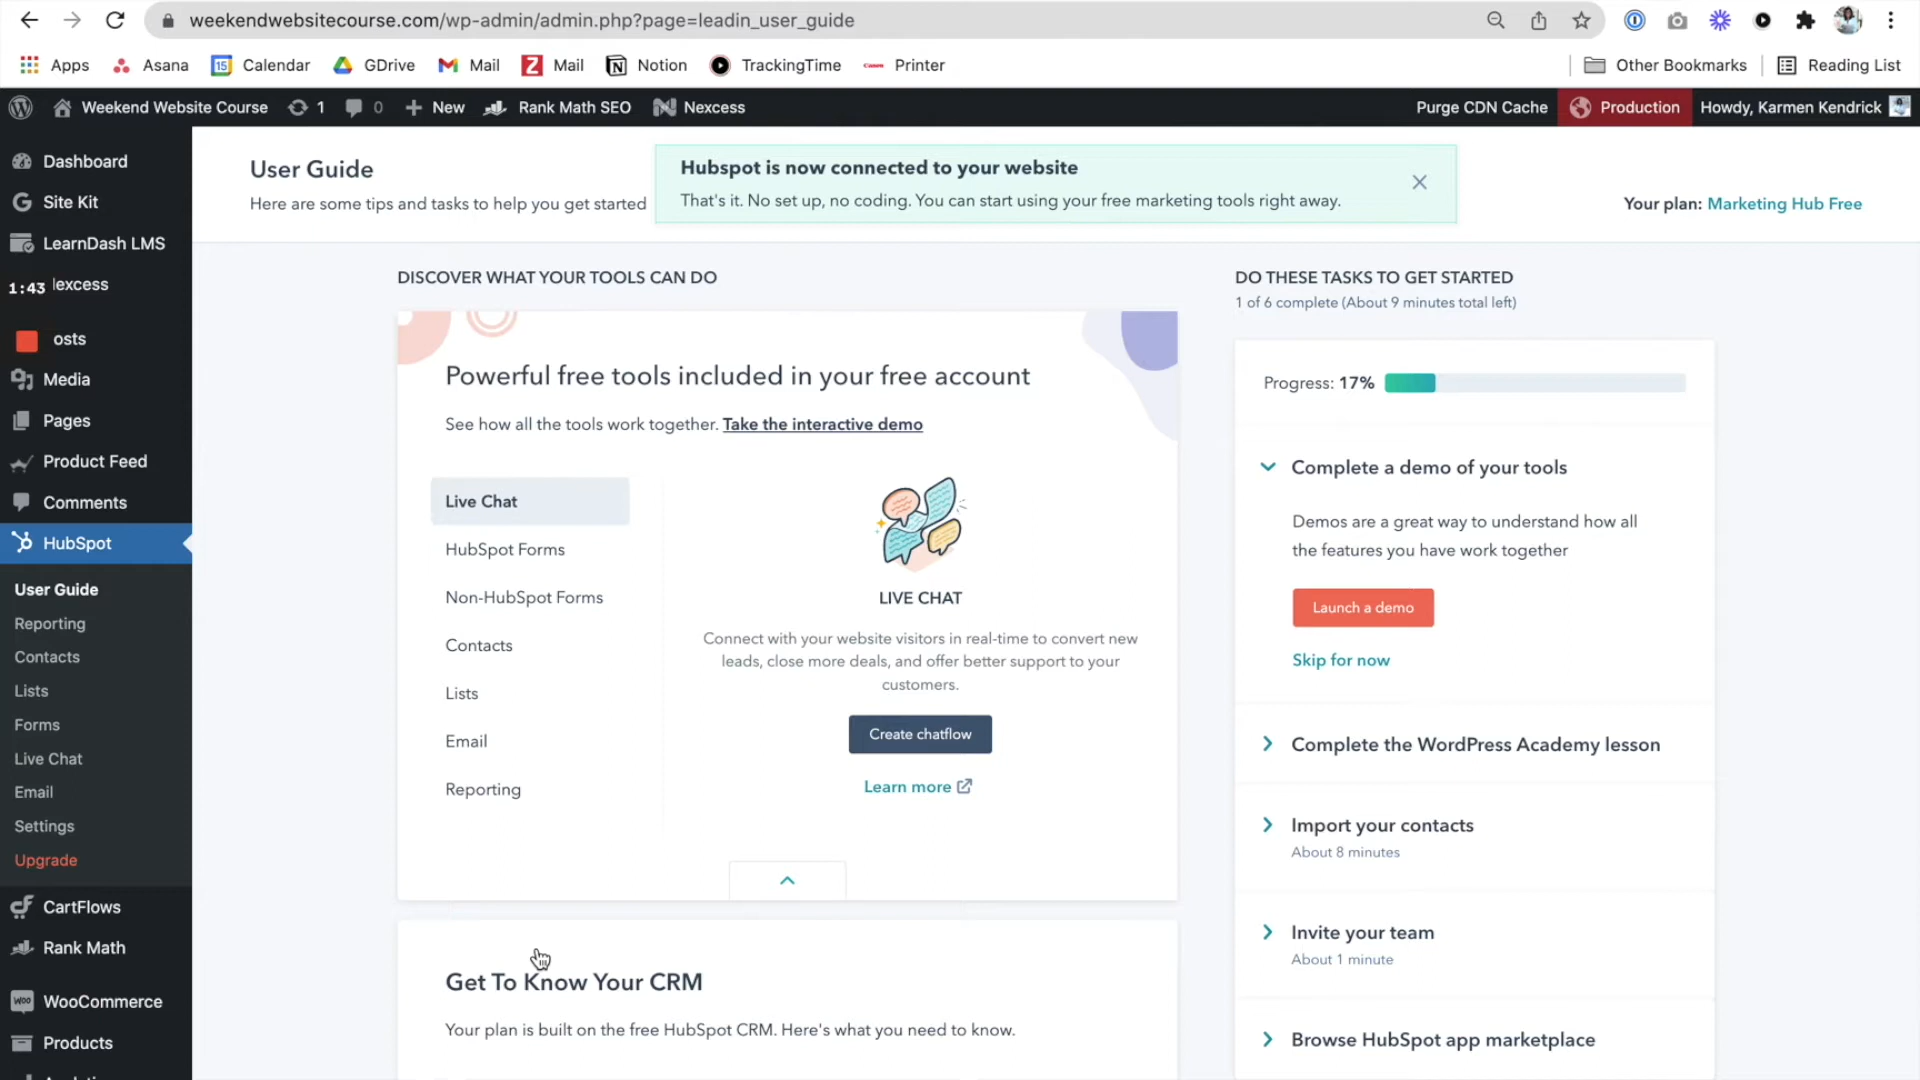 weekendwebsitecourse.com/wp-admin/admin.php?page=leadin_user_guide
Apps
Asana
15
Calendar
GDrive
Mail
Z
Mail
Notion
TrackingTime
Canon
Printer
Other Bookmarks
Reading List
Weekend Website Course
1
0
New
Rank Math SEO
Nexcess
Purge CDN Cache
Production
Howdy, Karmen Kendrick
Dashboard
Site Kit
LearnDash LMS
1:43
lexcess
osts
Media
Pages
Product Feed
Comments
HubSpot
User Guide
Reporting
Contacts
Lists
Forms
Live Chat
Email
Settings
Upgrade
CartFlows
Rank Math
Woo
WooCommerce
Products
User Guide
Here are some tips and tasks to help you get started
Hubspot is now connected to your website
That's it. No set up, no coding. You can start using your free marketing tools right away.
Your plan: Marketing Hub Free
DISCOVER WHAT YOUR TOOLS CAN DO
Powerful free tools included in your free account
See how all the tools work together. Take the interactive demo
Live Chat
HubSpot Forms
Non-HubSpot Forms
Contacts
Lists
Email
Reporting
LIVE CHAT
Connect with your website visitors in real-time to convert new
leads, close more deals, and offer better support to your
customers.
Create chatflow
Learn more
Get To Know Your CRM
Your plan is built on the free HubSpot CRM. Here's what you need to know.
DO THESE TASKS TO GET STARTED
1 of 6 complete (About 9 minutes total left)
Progress: 17%
Complete a demo of your tools
Demos are a great way to understand how all
the features you have work together
Launch a demo
Skip for now
Complete the WordPress Academy lesson
Import your contacts
About 8 minutes
Invite your team
About 1 minute
Browse HubSpot app marketplace